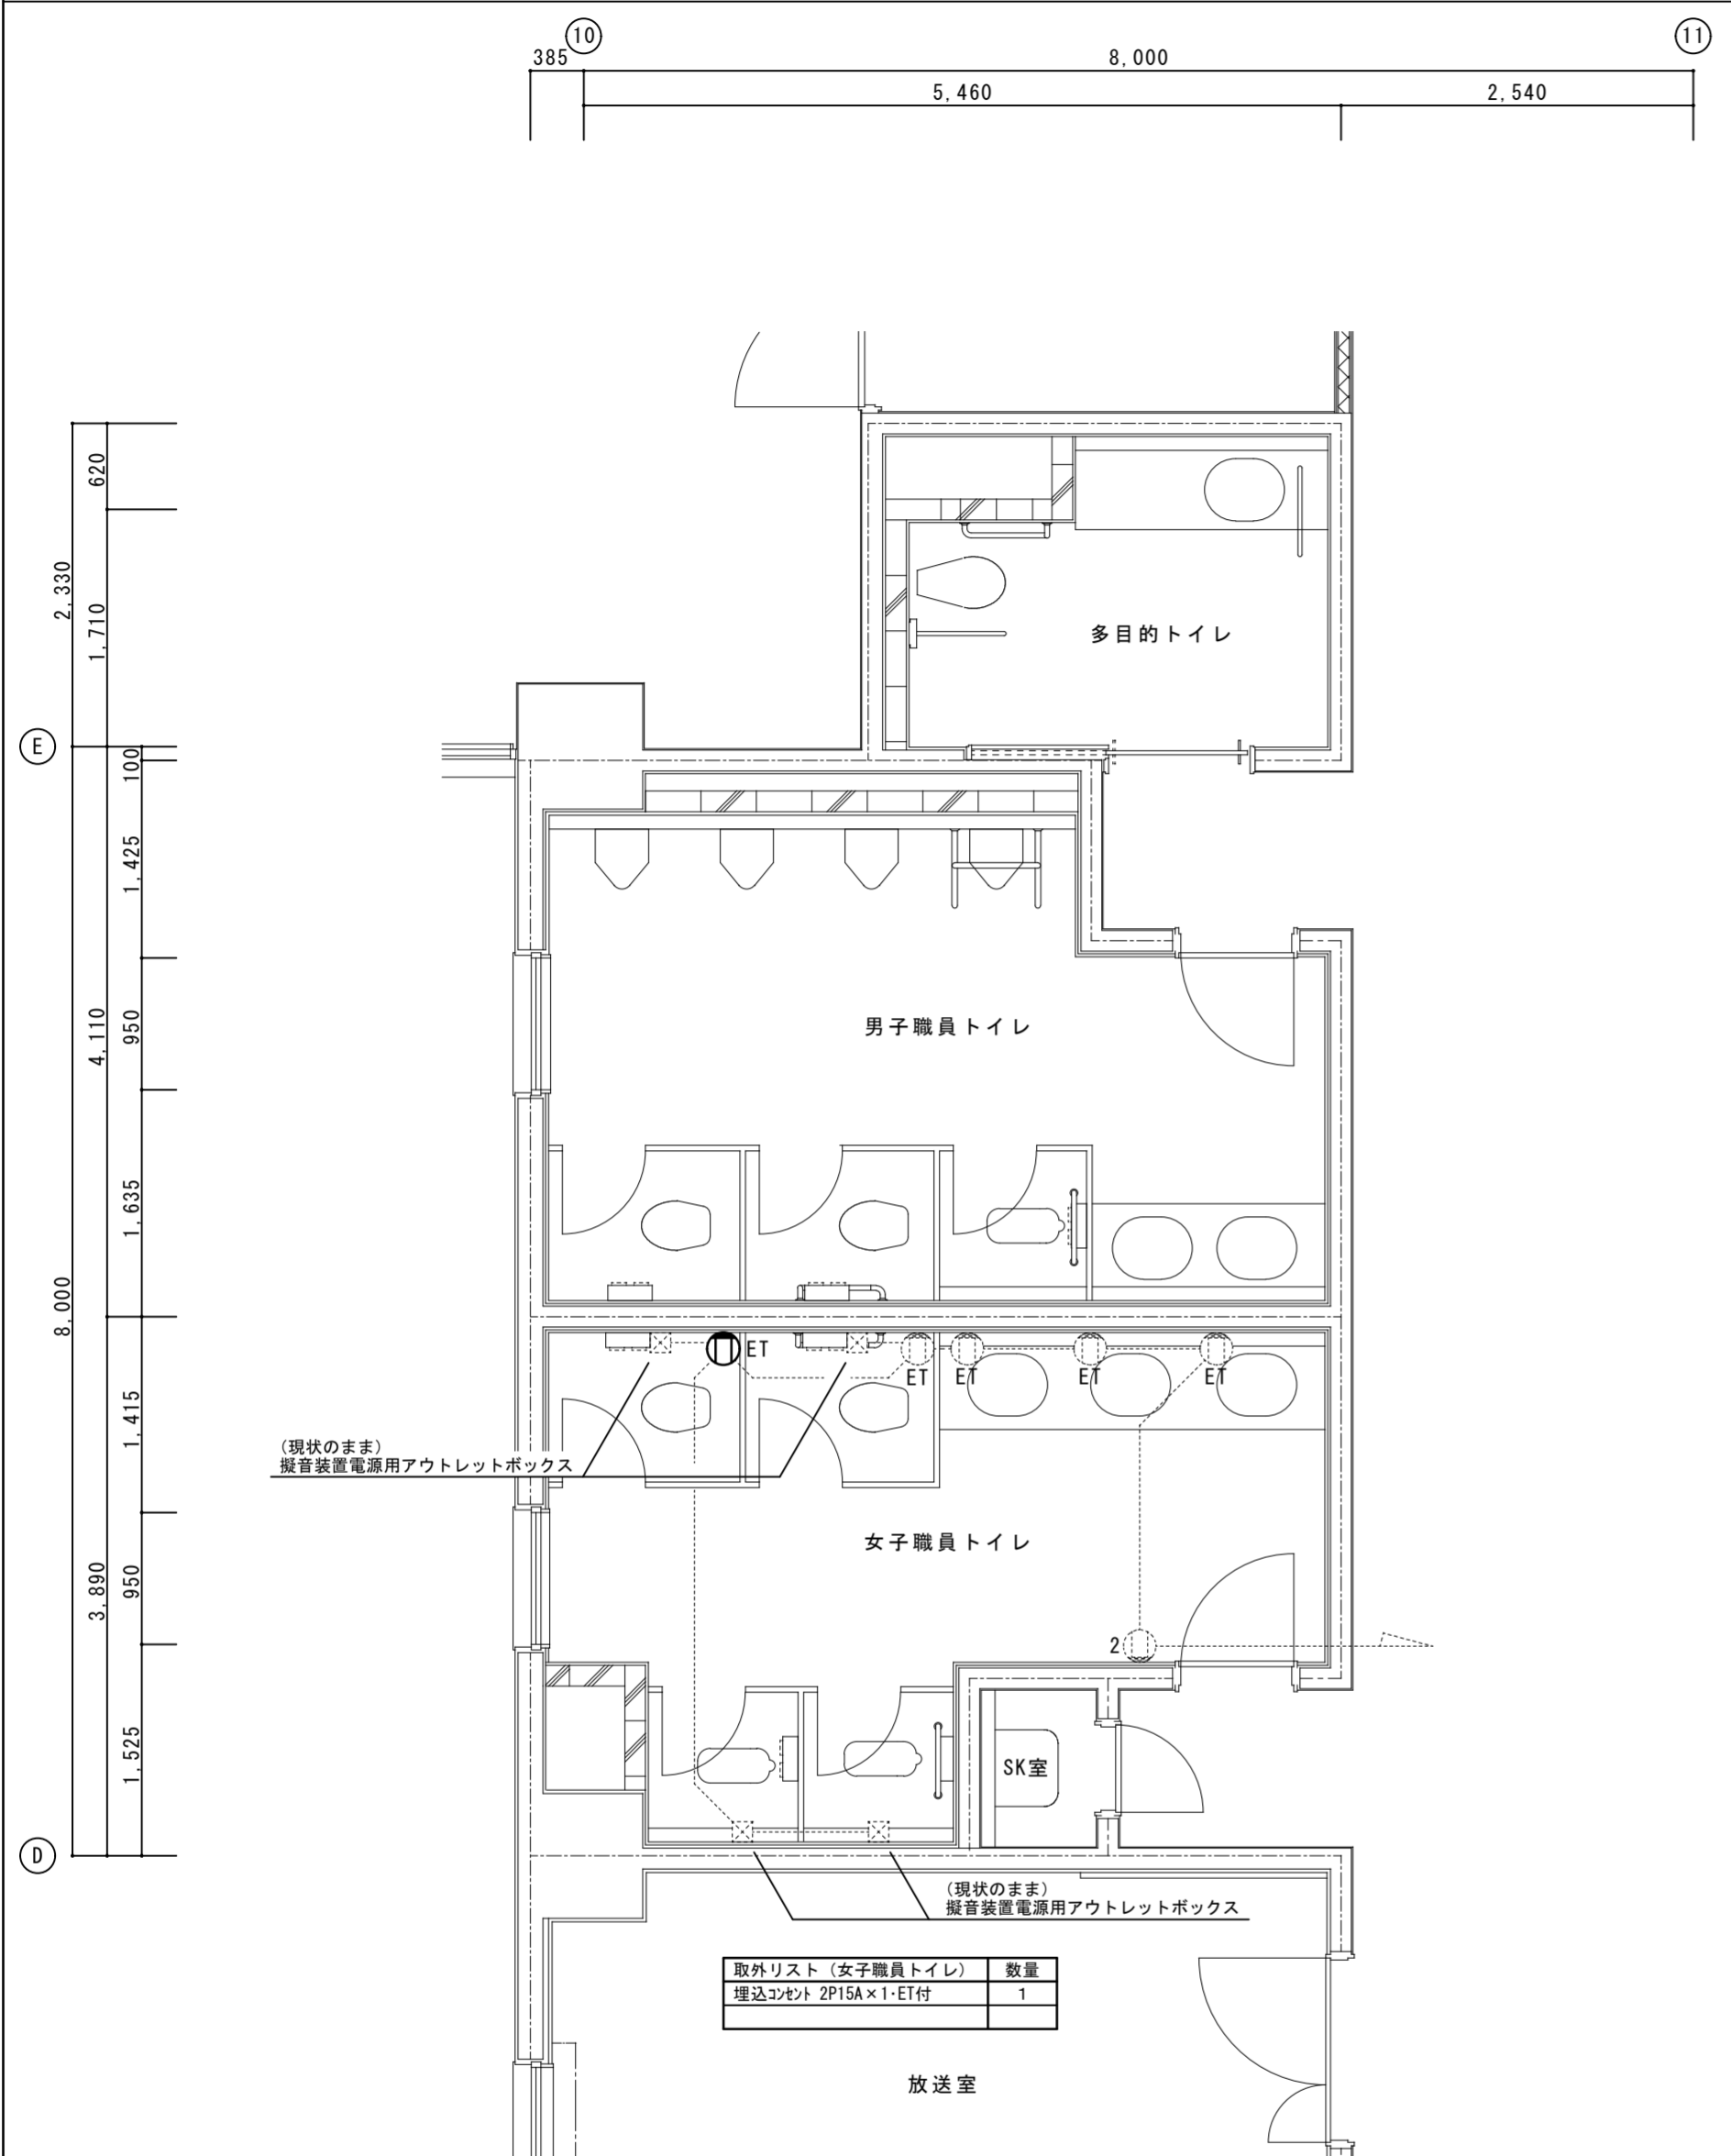 10
11
385
8,000
5,460
2,540
620
2,330
1,710
多目的トイレ
E
100
1,425
4,110
950
男子職員トイレ
1,635
8,000
ET
ET
ET
ET
ET
1,415
(現状のまま)
擬音装置電源用アウトレットボックス
女子職員トイレ
3,890
950
2
1,525
SK室
D
(現状のまま)
擬音装置電源用アウトレットボックス
取外リスト(女子職員トイレ) 数量
埋込コンセント 2P15A×1・ET付 1
放送室